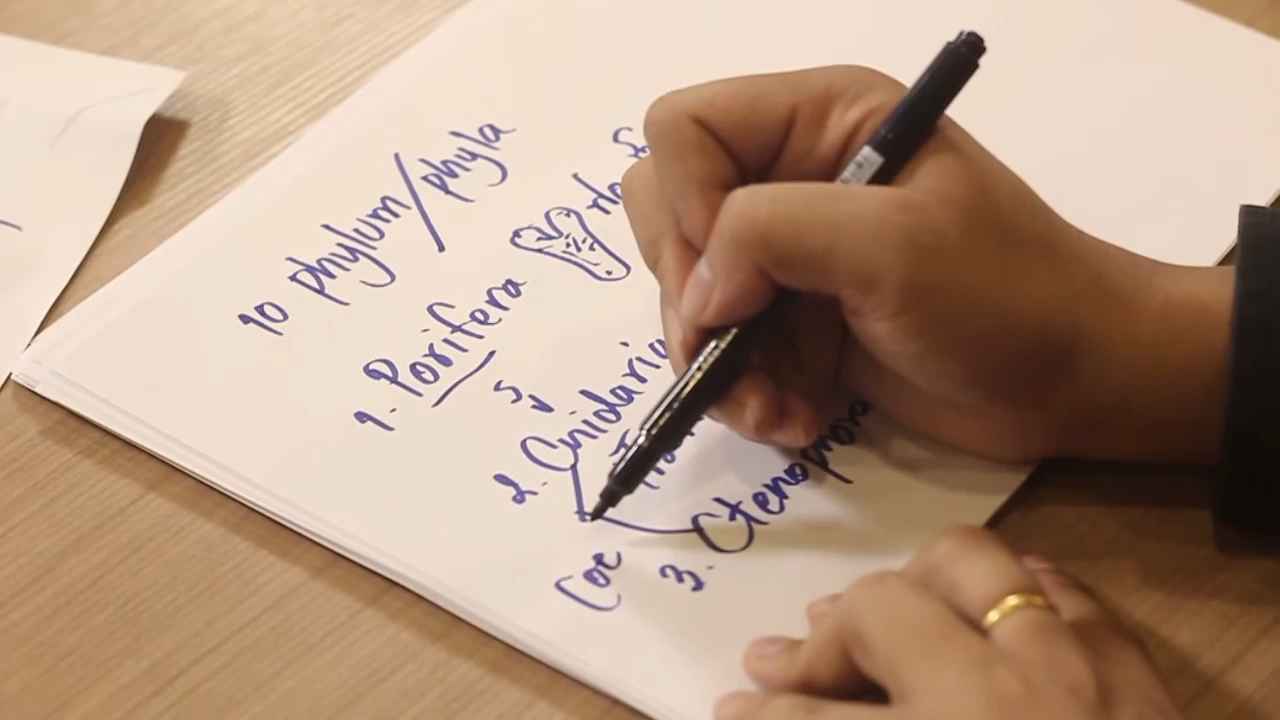 10 phylum/phyla
1. Porifera
2. Cnidaria
3. Ctenophora
Coe